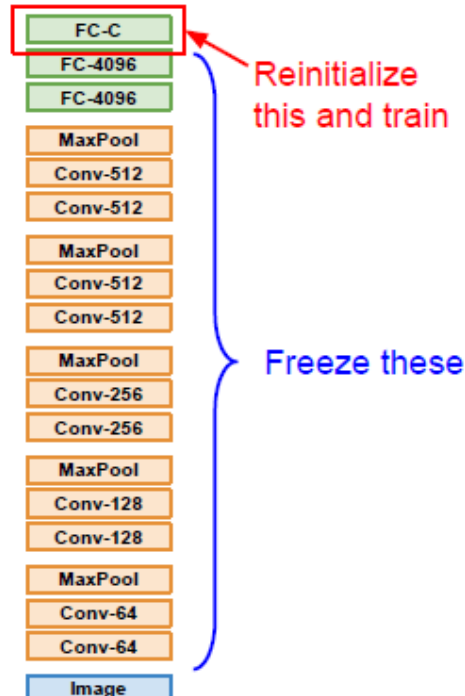 FC-C
FC-4096
FC-4096
MaxPool
Conv-512
Conv-512
MaxPool
Conv-512
Conv-512
MaxPool
Conv-256
Conv-256
MaxPool
Conv-128
Conv-128
MaxPool
Conv-64
Conv-64
Image
Reinitialize
this and train
Freeze these